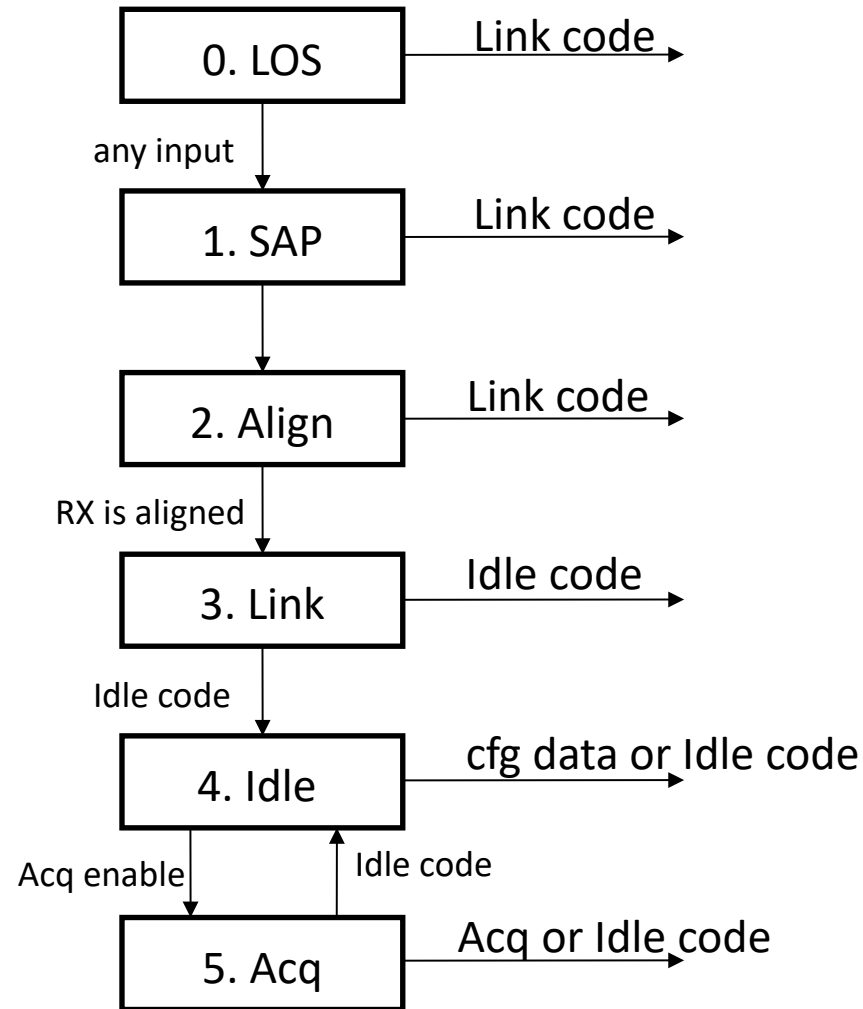 0. LOS
Link code
any input
1. SAP
Link code
2. Align
Link code
RX is aligned
3. Link
Idle code
Idle code
4. Idle
cfg data or Idle code
Acq enable
Idle code
5. Acq
Acq or Idle code